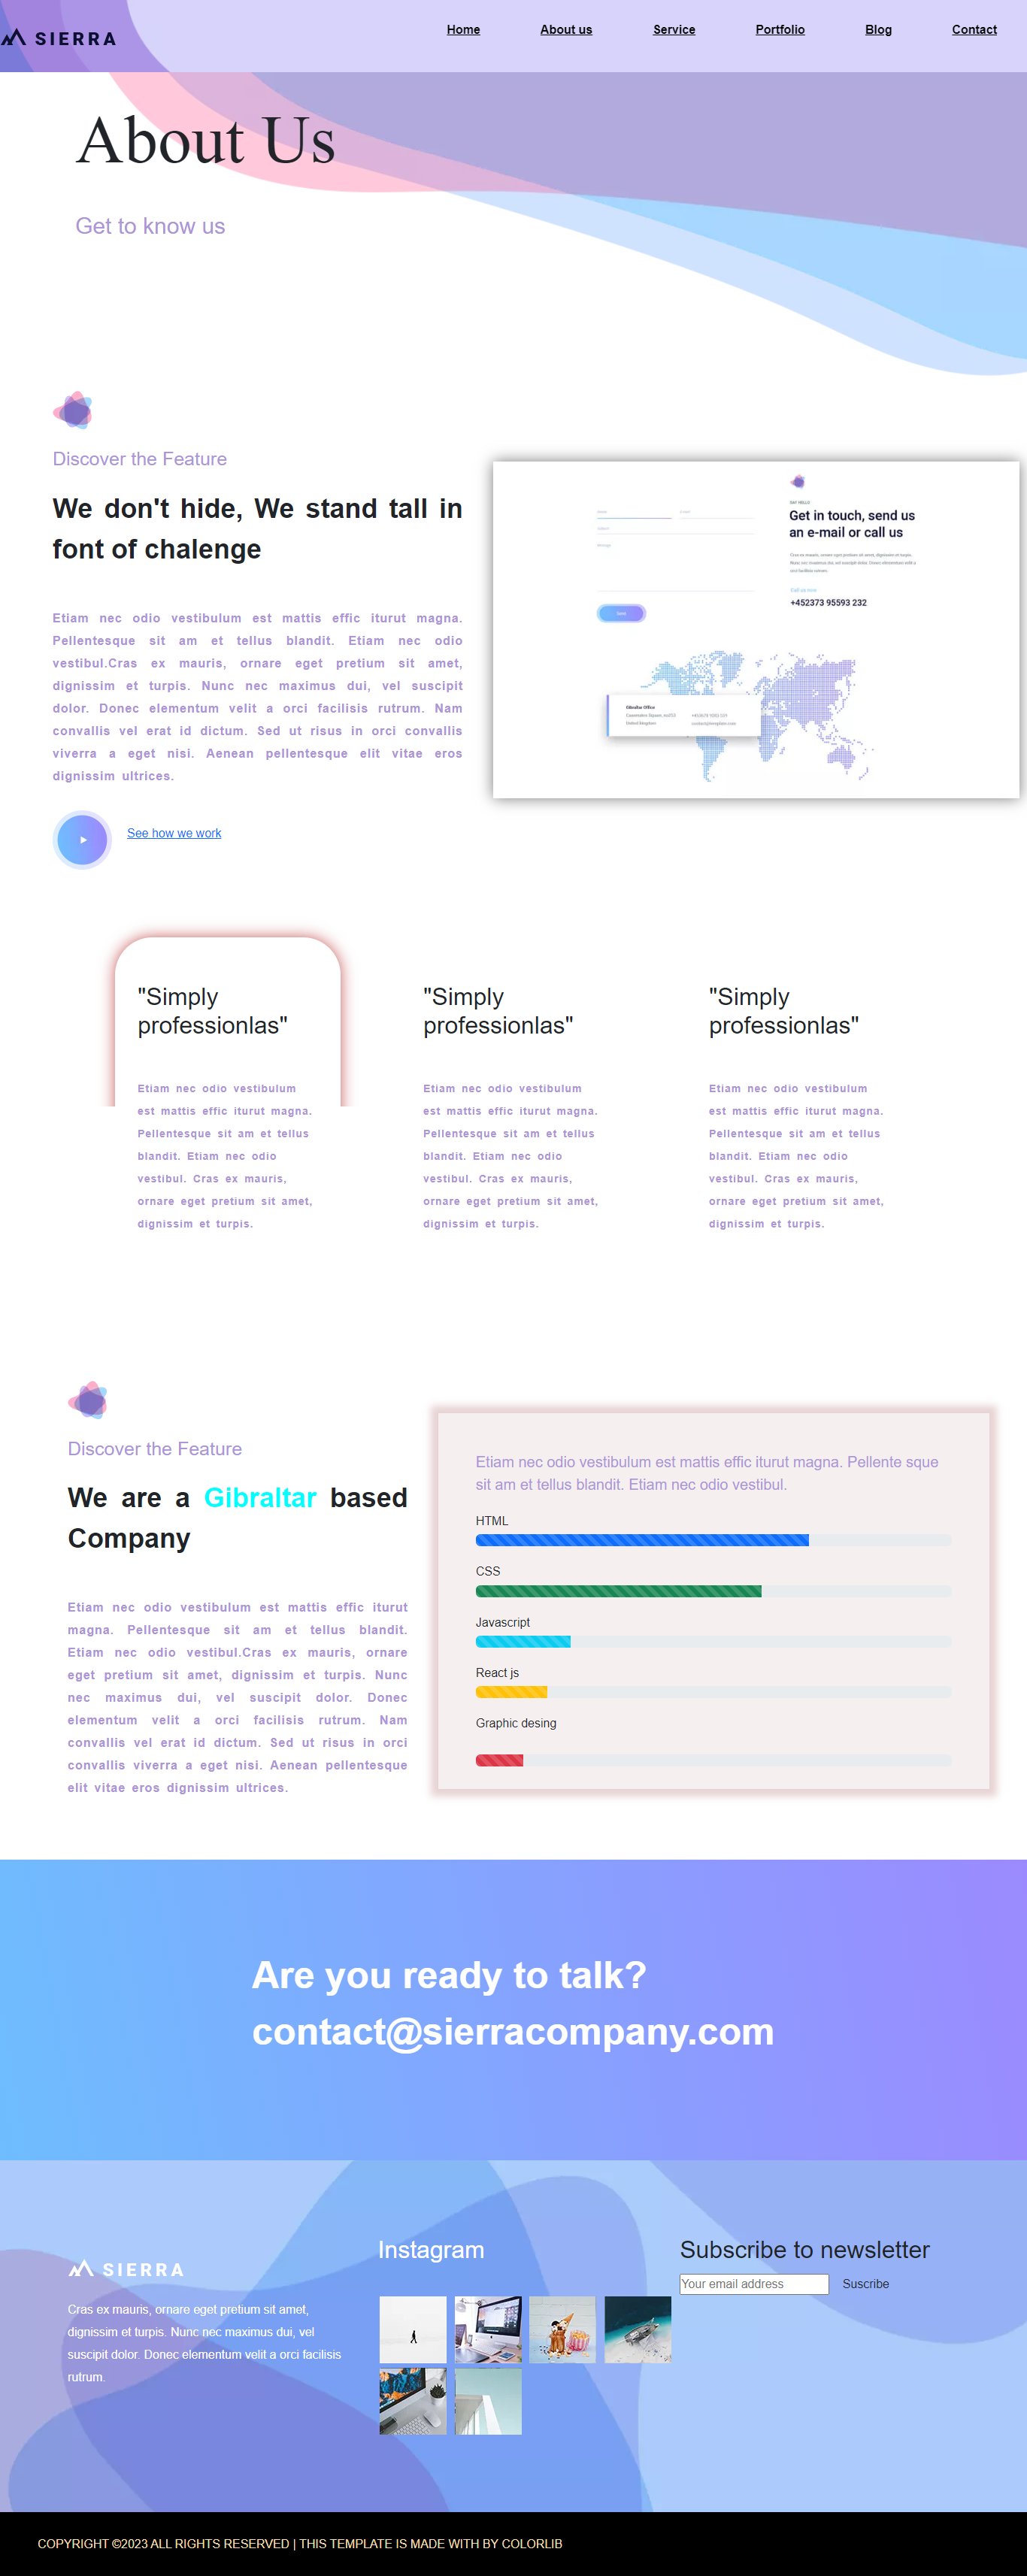 SIERRA
Home About us Service Portfolio Blog Contact
About Us
Get to know us
Discover the Feature
We don't hide, We stand tall in
font of chalenge
Etiam nec odio vestibulum est mattis effic iturut magna.
Pellentesque sit am et tellus blandit. Etiam nec odio
vestibul.Cras ex mauris, ornare eget pretium sit amet,
dignissim et turpis. Nunc nec maximus dui, vel suscipit
dolor. Donec elementum velit a orci facilisis rutrum. Nam
convallis vel erat id dictum. Sed ut risus in orci convallis
viverra a eget nisi. Aenean pellentesque elit vitae eros
dignissim ultrices.
See how we work
Get in touch, send us
an e-mail or call us
+452373 95593 232
"Simply
professionlas"
Etiam nec odio vestibulum
est mattis effic iturut magna.
Pellentesque sit am et tellus
blandit. Etiam nec odio
vestibul. Cras ex mauris,
ornare eget pretium sit amet,
dignissim et turpis.
"Simply
professionlas"
Etiam nec odio vestibulum
est mattis effic iturut magna.
Pellentesque sit am et tellus
blandit. Etiam nec odio
vestibul. Cras ex mauris,
ornare eget pretium sit amet,
dignissim et turpis.
"Simply
professionlas"
Etiam nec odio vestibulum
est mattis effic iturut magna.
Pellentesque sit am et tellus
blandit. Etiam nec odio
vestibul. Cras ex mauris,
ornare eget pretium sit amet,
dignissim et turpis.
Discover the Feature
We are a Gibraltar based
Company
Etiam nec odio vestibulum est mattis effic iturut
magna. Pellentesque sit am et tellus blandit.
Etiam nec odio vestibul.Cras ex mauris, ornare
eget pretium sit amet, dignissim et turpis. Nunc
nec maximus dui, vel suscipit dolor. Donec
elementum velit a orci facilisis rutrum. Nam
convallis vel erat id dictum. Sed ut risus in orci
convallis viverra a eget nisi. Aenean pellentesque
elit vitae eros dignissim ultrices.
Etiam nec odio vestibulum est mattis effic iturut magna. Pellente sque
sit am et tellus blandit. Etiam nec odio vestibul.
HTML
CSS
Javascript
React js
Graphic desing
Are you ready to talk?
contact@sierracompany.com
SIERRA
Cras ex mauris, ornare eget pretium sit amet,
dignissim et turpis. Nunc nec maximus dui, vel
suscipit dolor. Donec elementum velit a orci facilisis
rutrum.
Instagram
Subscribe to newsletter
Your email address Suscribe
COPYRIGHT ©2023 ALL RIGHTS RESERVED | THIS TEMPLATE IS MADE WITH BY COLORLIB